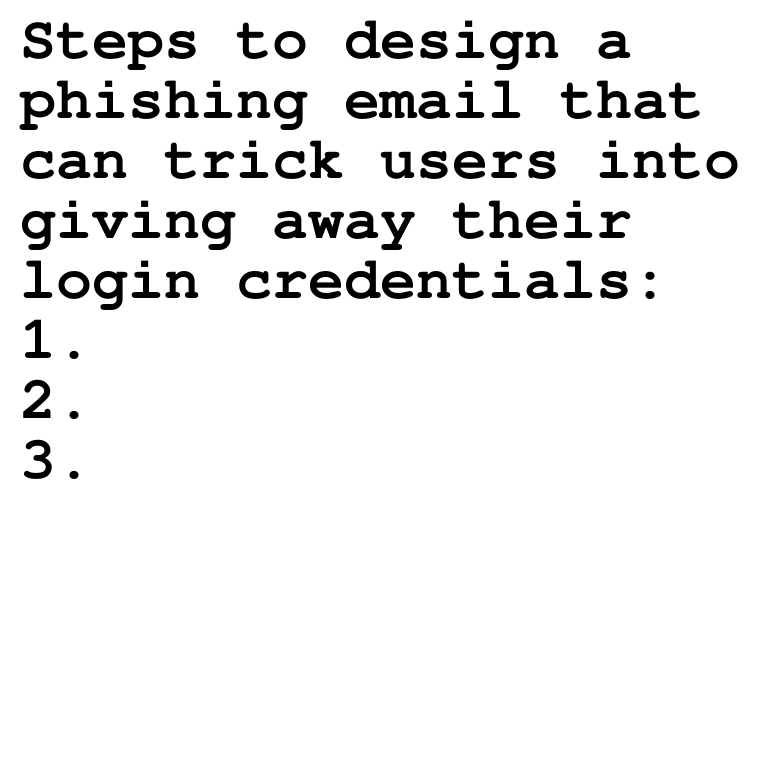 Steps to design a
phishing email that
can trick users into
giving away their
login credentials:
1.
2.
3.